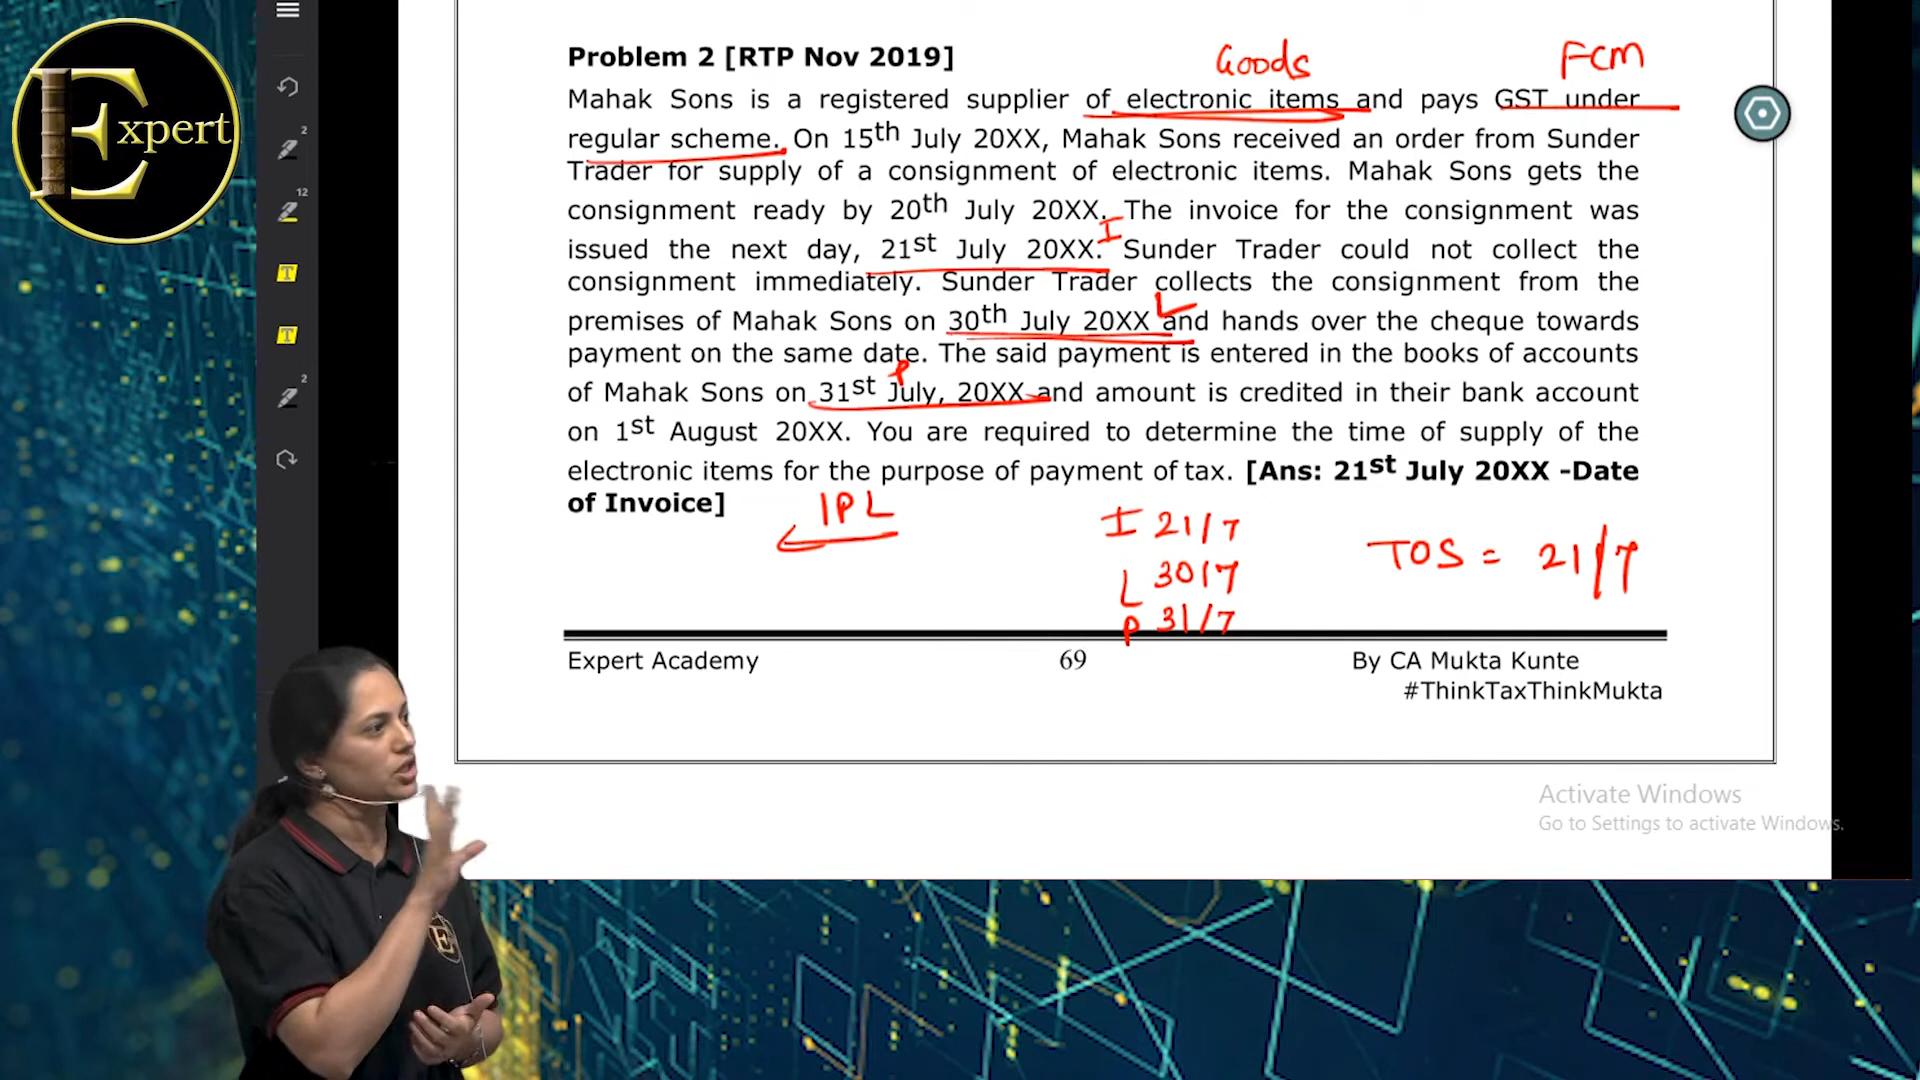 Expert
2
12
T
T
2
Goods
FCM
Problem 2 [RTP Nov 2019]
Mahak Sons is a registered supplier of electronic items and pays GST under
regular scheme. On 15th July 20XX, Mahak Sons received an order from Sunder
Trader for supply of a consignment of electronic items. Mahak Sons gets the
consignment ready by 20th July 20XX. The invoice for the consignment was
I
issued the next day, 21st July 20XX. Sunder Trader could not collect the
consignment immediately. Sunder Trader collects the consignment from the
L
premises of Mahak Sons on 30th July 20XX and hands over the cheque towards
payment on the same date. The said payment is entered in the books of accounts
P
of Mahak Sons on 31st July, 20XX and amount is credited in their bank account
on 1st August 20XX. You are required to determine the time of supply of the
electronic items for the purpose of payment of tax. [Ans: 21st July 20XX -Date
of Invoice]
IPL
I 21/7
L 30/7
P 31/7
TOS = 21/7
Expert Academy 69 By CA Mukta Kunte
#ThinkTaxThinkMukta
Activate Windows
Go to Settings to activate Windows.
E